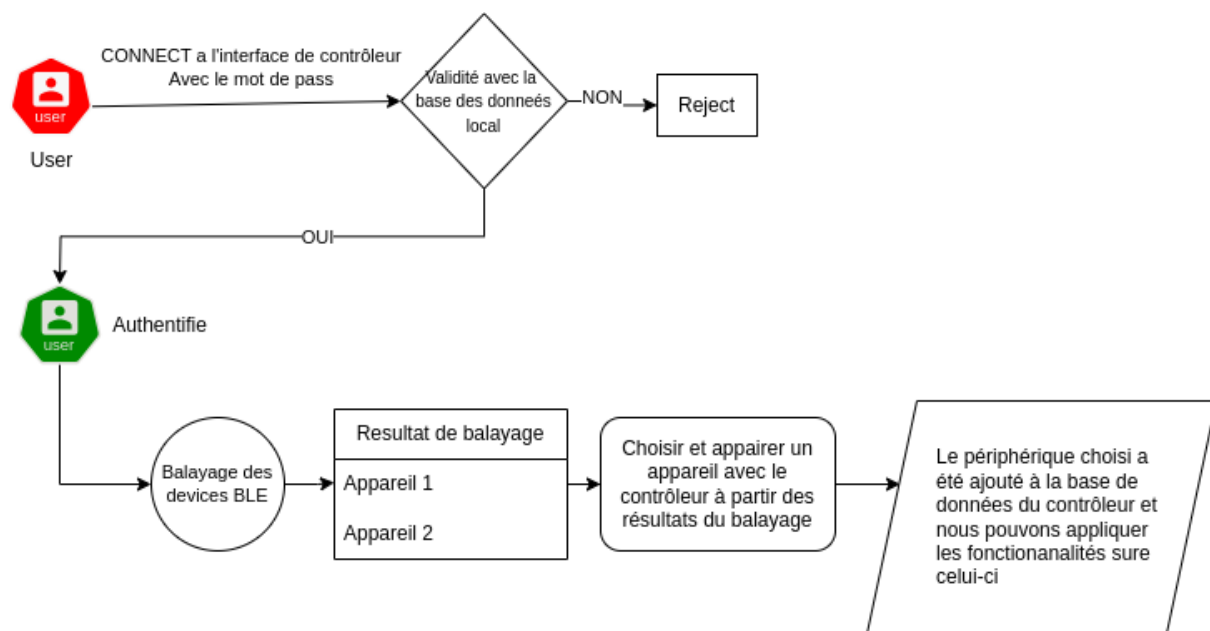 CONNECT a l'interface de contrôleur
Avec le mot de pass
user
User
Validité avec la
base des donneés
local
NON
Reject
OUI
user
Authentifie
Balayage des
devices BLE
Resultat de balayage
Appareil 1
Appareil 2
Choisir et appairer un
appareil avec le
contrôleur à partir des
résultats du balayage
Le périphérique choisi a
été ajouté à la base de
données du contrôleur et
nous pouvons appliquer
les fonctionanalités sure
celui-ci